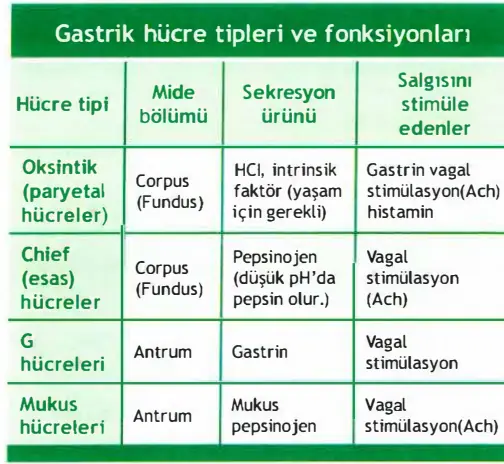 Gastrik hücre tipleri ve fonksiyonları
Hücre tipi
Mide
bölümü
Sekresyon
ürünü
Salgısını
stimüle
edenler
Oksintik
(paryetal
hücreler)
Corpus
(Fundus)
HCI, intrinsik
faktör (yaşam
için gerekli)
Gastrin vagal
stimülasyon(Ach)
histamin
Chief
(esas)
hücreler
Corpus
(Fundus)
Pepsinojen
(düşük pH'da
pepsin olur.)
Vagal
stimülasyon
(Ach)
G
hücreleri
Antrum
Gastrin
Vagal
stimülasyon
Mukus
hücreleri
Antrum
Mukus
pepsinojen
Vagal
stimülasyon(Ach)